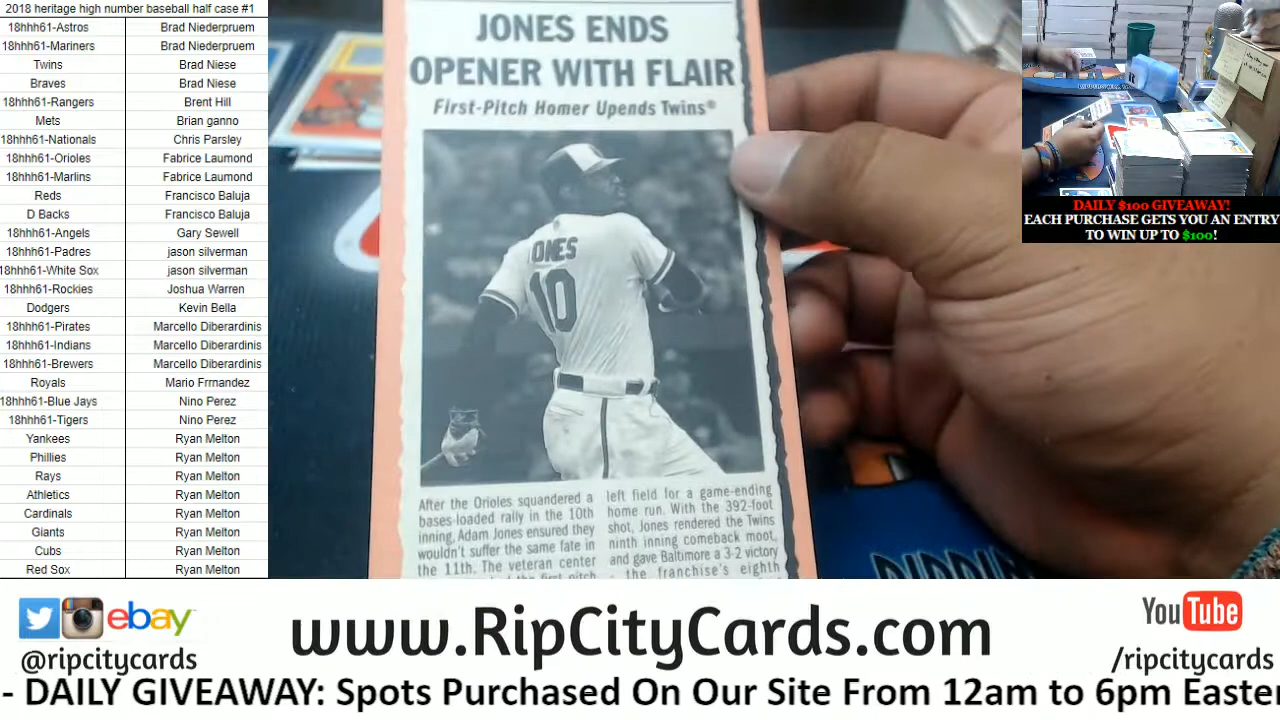 2018 heritage high number baseball half case #1
18hhh61-Astros Brad Niederpruem
18hhh61-Mariners Brad Niederpruem
Twins Brad Niese
Braves Brad Niese
18hhh61-Rangers Brent Hill
Mets Brian ganno
18hhh61-Nationals Chris Parsley
18hhh61-Orioles Fabrice Laumond
18hhh61-Marlins Fabrice Laumond
Reds Francisco Baluja
D Backs Francisco Baluja
18hhh61-Angels Gary Sewell
18hhh61-Padres jason silverman
18hhh61-White Sox jason silverman
18hhh61-Rockies Joshua Warren
Dodgers Kevin Bella
18hhh61-Pirates Marcello Diberardinis
18hhh61-Indians Marcello Diberardinis
18hhh61-Brewers Marcello Diberardinis
Royals Mario Frrnandez
18hhh61-Blue Jays Nino Perez
18hhh61-Tigers Nino Perez
Yankees Ryan Melton
Phillies Ryan Melton
Rays Ryan Melton
Athletics Ryan Melton
Cardinals Ryan Melton
Giants Ryan Melton
Cubs Ryan Melton
Red Sox Ryan Melton
JONES ENDS
OPENER WITH FLAIR
First-Pitch Homer Upends Twins®
JONES
10
After the Orioles squandered a
bases-loaded rally in the 10th
inning, Adam Jones ensured they
wouldn't suffer the same fate in
the 11th. The veteran center
left field for a game-ending
home run. With the 392-foot
shot, Jones rendered the Twins
ninth inning comeback moot,
and gave Baltimore a 3-2 victory
the franchise's eighth
DAILY $100 GIVEAWAY!
EACH PURCHASE GETS YOU AN ENTRY
TO WIN UP TO $100!
ebay
@ripcitycards
www.RipCityCards.com
YouTube
/ripcitycards
- DAILY GIVEAWAY: Spots Purchased On Our Site From 12am to 6pm Easter